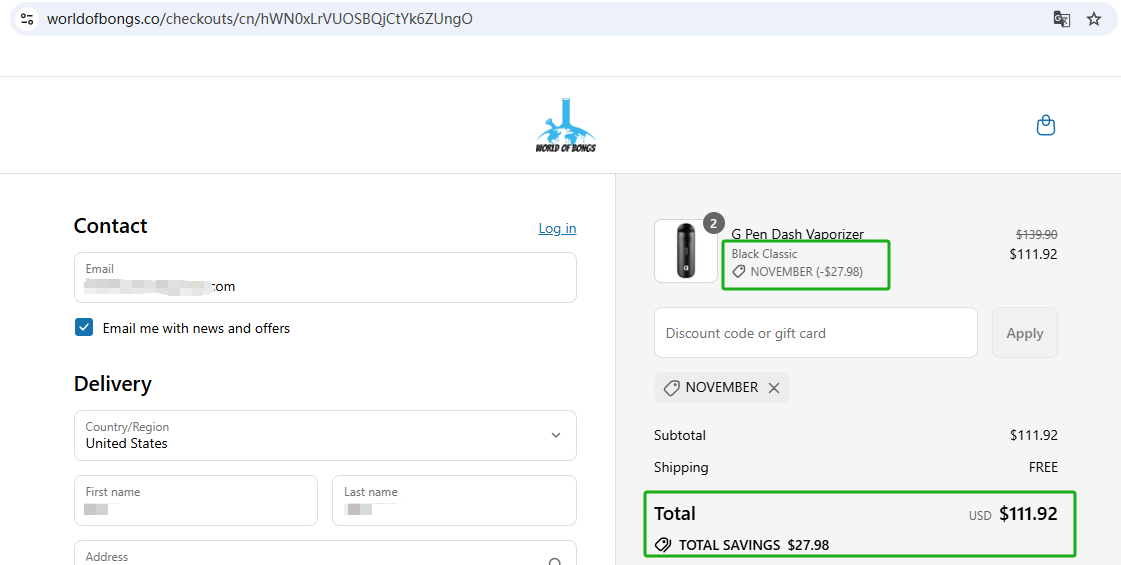 worldofbongs.co/checkouts/cn/hWN0xLrVUOSBQjCtYk6ZUngO
WORLD OF BONGS
Contact
Log in
Email
.com
Email me with news and offers
Delivery
Country/Region
United States
First name
Last name
Address
2
G Pen Dash Vaporizer
$139.90
Black Classic
$111.92
NOVEMBER (-$27.98)
Discount code or gift card
Apply
NOVEMBER
Subtotal $111.92
Shipping FREE
Total USD $111.92
TOTAL SAVINGS $27.98